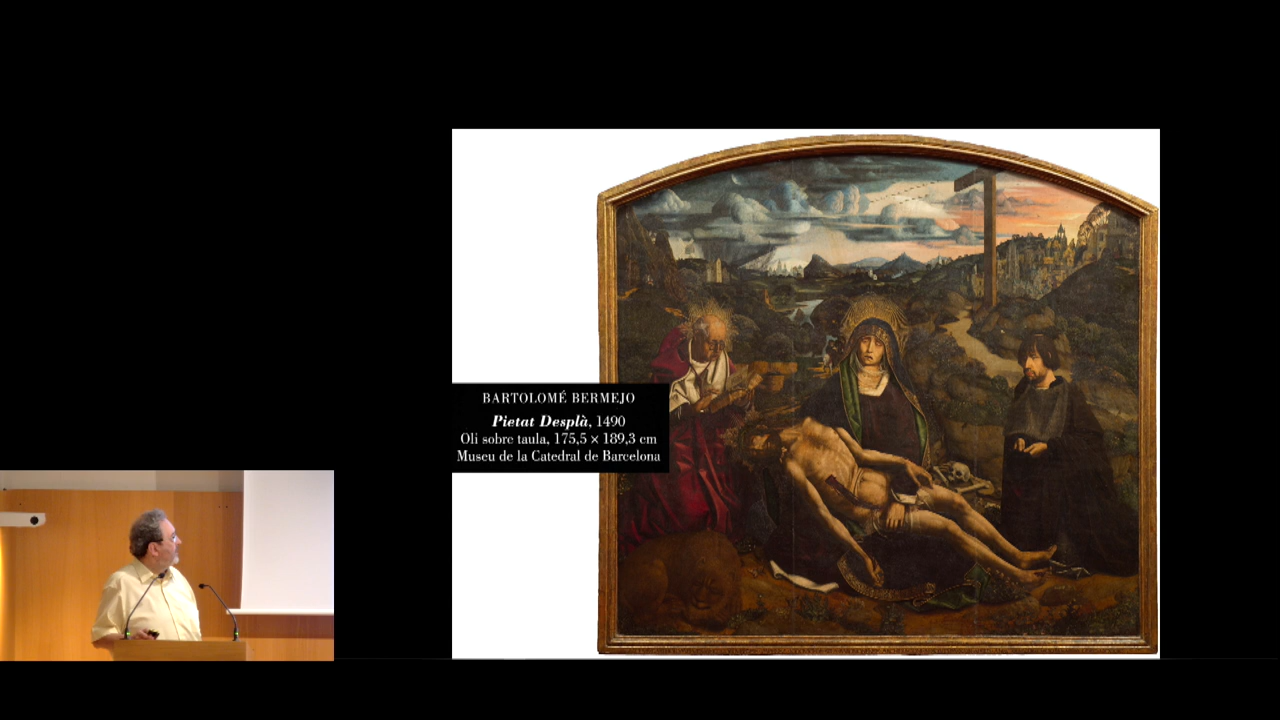 BARTOLOMÉ BERMEJO
Pietat Desplà, 1490
Oli sobre taula, 175,5 × 189,3 cm
Museu de la Catedral de Barcelona